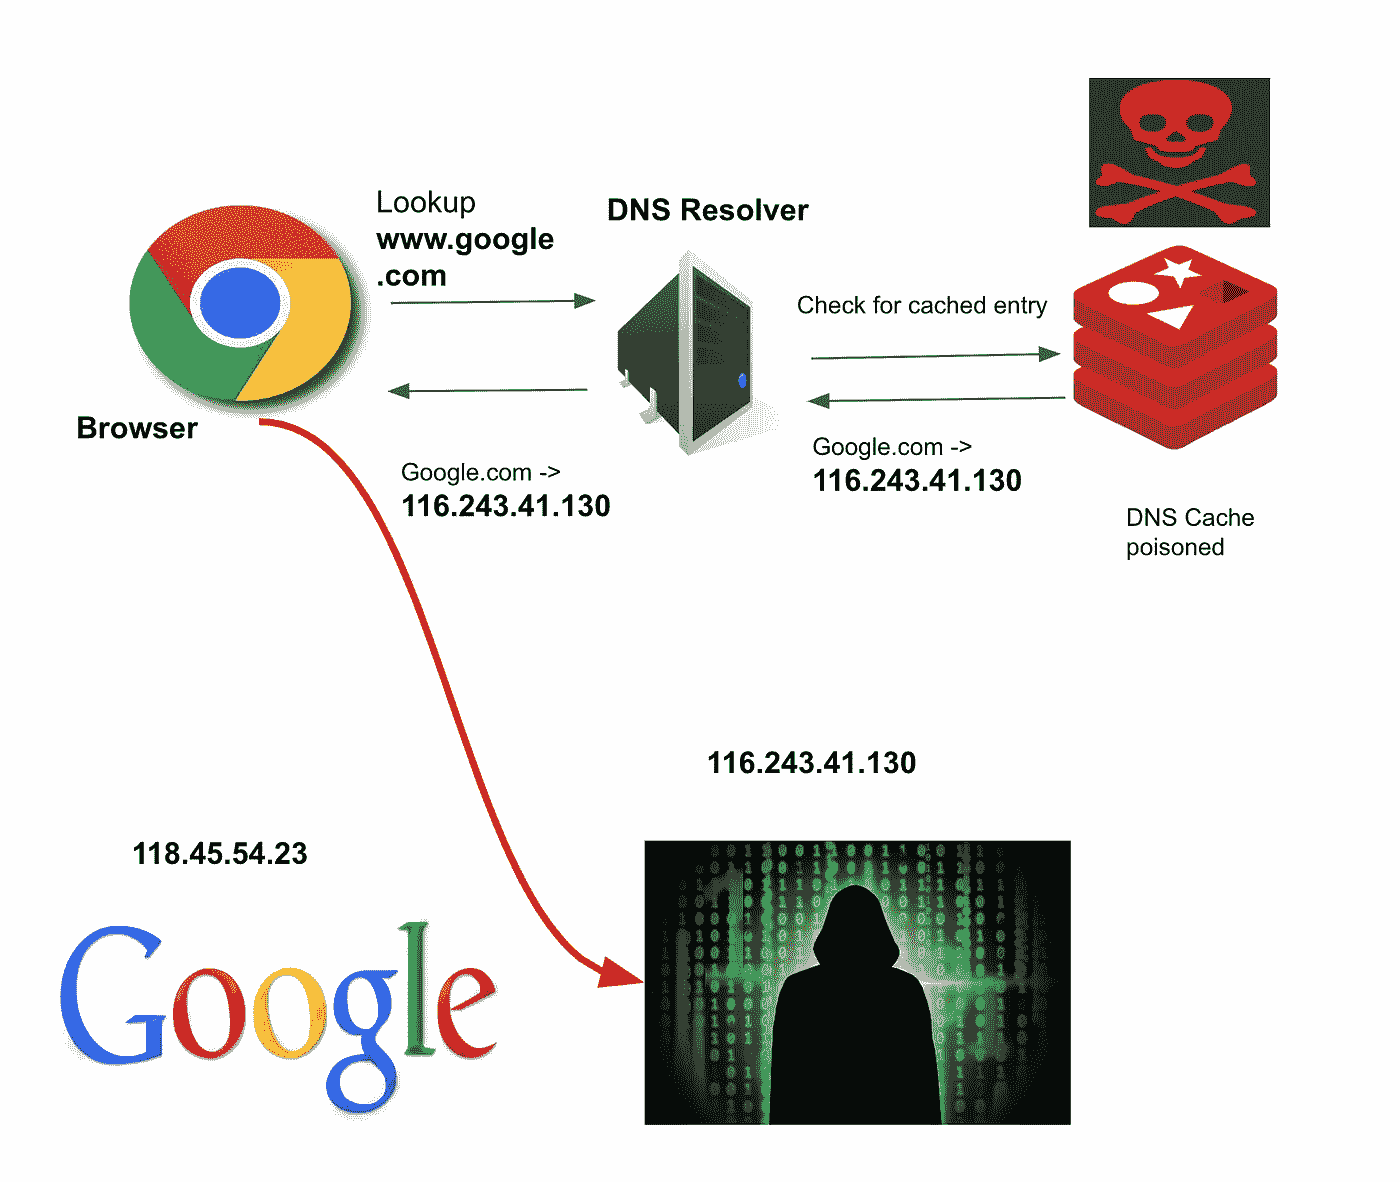 Lookup
www.google
.com
DNS Resolver
Check for cached entry
Browser
Google.com ->
116.243.41.130
Google.com ->
116.243.41.130
DNS Cache
poisoned
116.243.41.130
118.45.54.23
Google